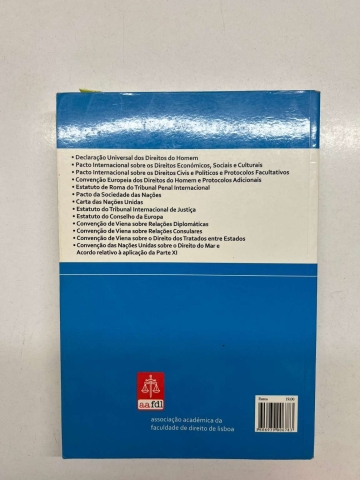 • Declaração Universal dos Direitos do Homem
• Pacto Internacional sobre os Direitos Económicos, Sociais e Culturais
• Pacto Internacional sobre os Direitos Civis e Políticos e Protocolos Facultativos
• Convenção Europeia dos Direitos do Homem e Protocolos Adicionais
• Estatuto de Roma do Tribunal Penal Internacional
• Pacto da Sociedade das Nações
• Carta das Nações Unidas
• Estatuto do Tribunal Internacional de Justiça
• Estatuto do Conselho da Europa
• Convenção de Viena sobre Relações Diplomáticas
• Convenção de Viena sobre Relações Consulares
• Convenção de Viena sobre o Direito dos Tratados entre Estados
• Convenção das Nações Unidas sobre o Direito do Mar e
Acordo relativo à aplicação da Parte XI
aafdl
associação académica da
faculdade de direito de lisboa